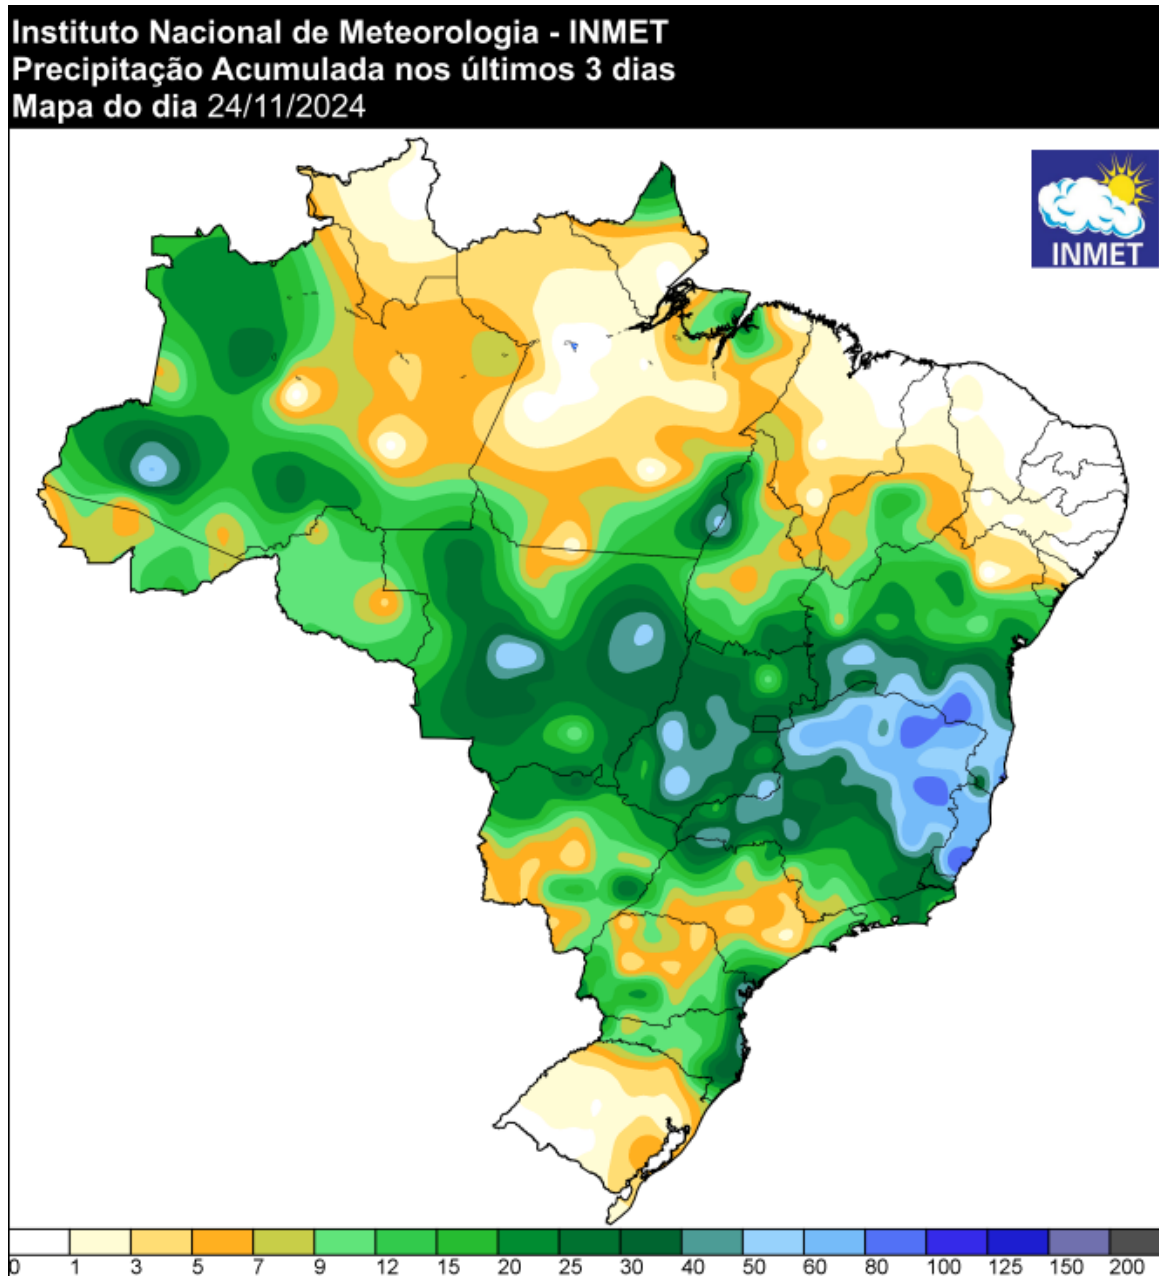 Instituto Nacional de Meteorologia - INMET
Precipitação Acumulada nos últimos 3 dias
Mapa do dia 24/11/2024
INMET
0 1 3 5 7 9 12 15 20 25 30 40 50 60 80 100 125 150 200